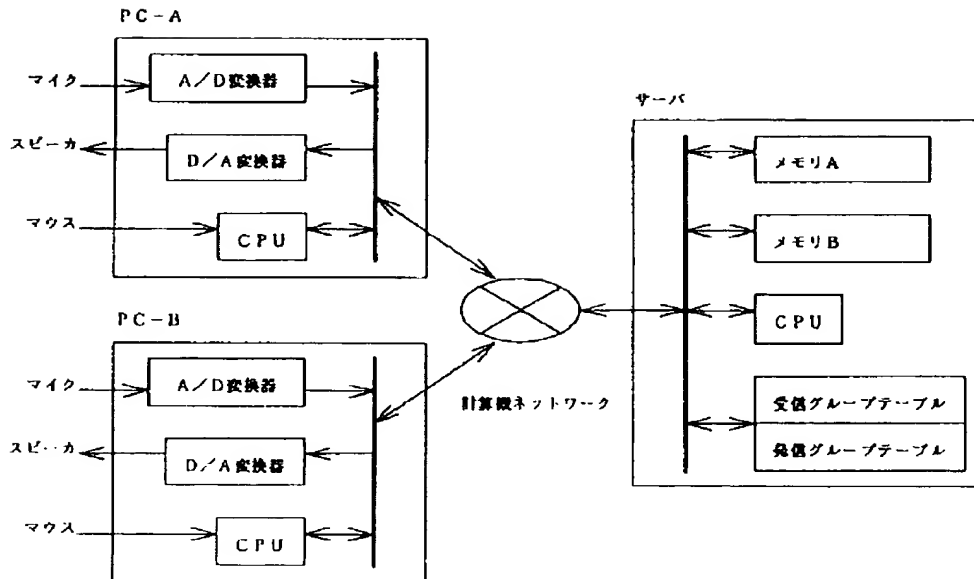 PC-A
マイク
A/D変換器
スピーカ
D/A変換器
マウス
CPU
PC-B
マイク
A/D変換器
スピーカ
D/A変換器
マウス
CPU
計算機ネットワーク
サーバ
メモリA
メモリB
CPU
受信グループテーブル
発信グループテーブル